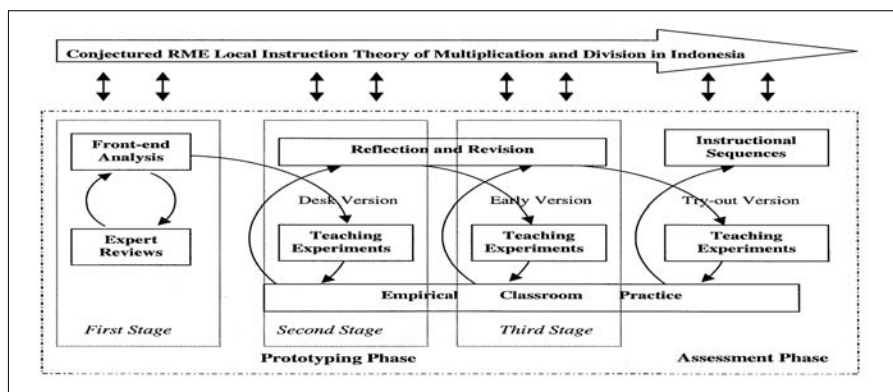 Conjectured RME Local Instruction Theory of Multiplication and Division in Indonesia
Front-end
Analysis
Expert
Reviews
First Stage
Reflection and Revision
Desk Version
Teaching
Experiments
Second Stage
Early Version
Teaching
Experiments
Third Stage
Instructional
Sequences
Try-out Version
Teaching
Experiments
Empirical Classroom Practice
Prototyping Phase
Assessment Phase